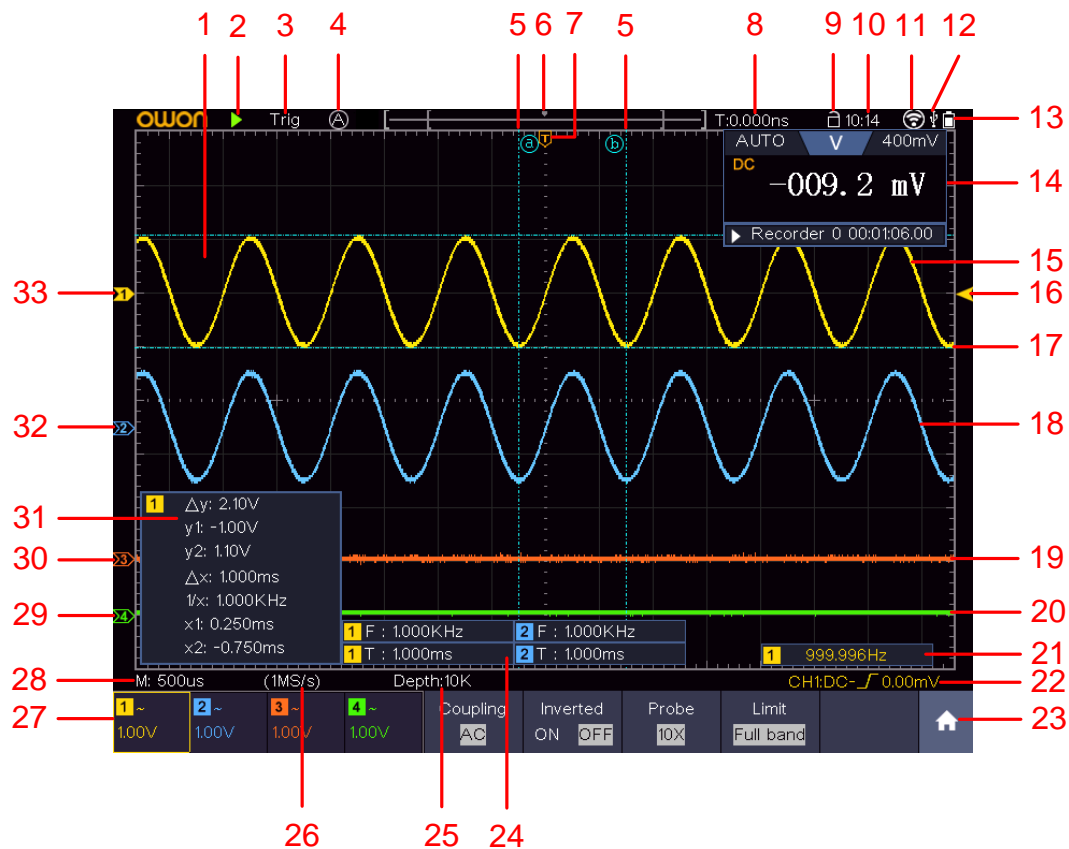 1 2 3 4 5 6 7 5 8 9 10 11 12
owon Trig A T T:0.000ns 10:14
13
a T b
AUTO V 400mV
DC
-009.2 mV
14
Recorder 0 00:01:06.00
15
33 1 16
17
32 2 18
1 Δy: 2.10V
31 y1: -1.00V
y2: 1.10V
30 3 19
Δx: 1.000ms
1/x: 1.000KHz
29 4 20
x1: 0.250ms
x2: -0.750ms
1 F : 1.000KHz 2 F : 1.000KHz
1 T : 1.000ms 2 T : 1.000ms
1 999.996Hz 21
28 M: 500us (1MS/s) Depth:10K CH1:DC- 0.00mV 22
27 1 ~ 2 ~ 3 ~ 4 ~ Coupling Inverted Probe Limit 23
1.00V 1.00V 1.00V 1.00V AC ON OFF 10X Full band
26 25 24